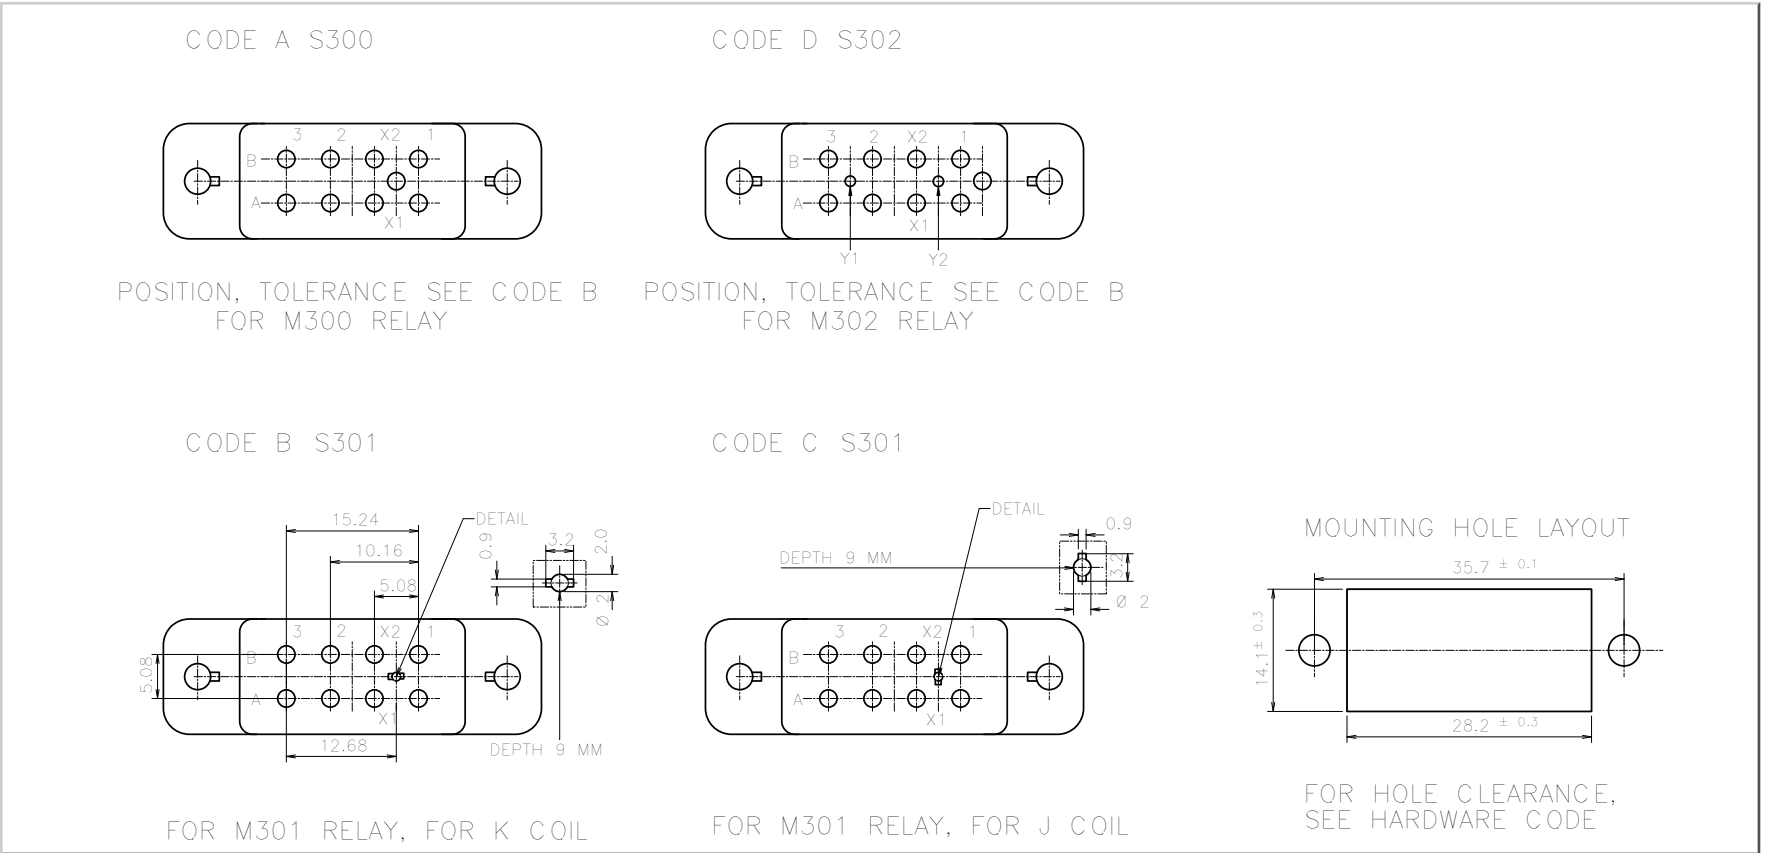 CODE A S300
CODE D S302
3 2 X2 1
B
A
X1
3 2 X2 1
B
A
X1
Y1 Y2
POSITION, TOLERANCE SEE CODE B
FOR M300 RELAY
POSITION, TOLERANCE SEE CODE B
FOR M302 RELAY
CODE B S301
15.24
10.16
5.08
DETAIL
0.9
3.2
2.0
Ø 2
3 2 X2 1
B
A
5.08
X1
12.68
DEPTH 9 MM
FOR M301 RELAY, FOR K COIL
CODE C S301
DETAIL
0.9
DEPTH 9 MM
3.2
Ø 2
3 2 X2 1
B
A
X1
FOR M301 RELAY, FOR J COIL
MOUNTING HOLE LAYOUT
35.7 ± 0.1
14.1 ± 0.3
28.2 ± 0.3
FOR HOLE CLEARANCE,
SEE HARDWARE CODE